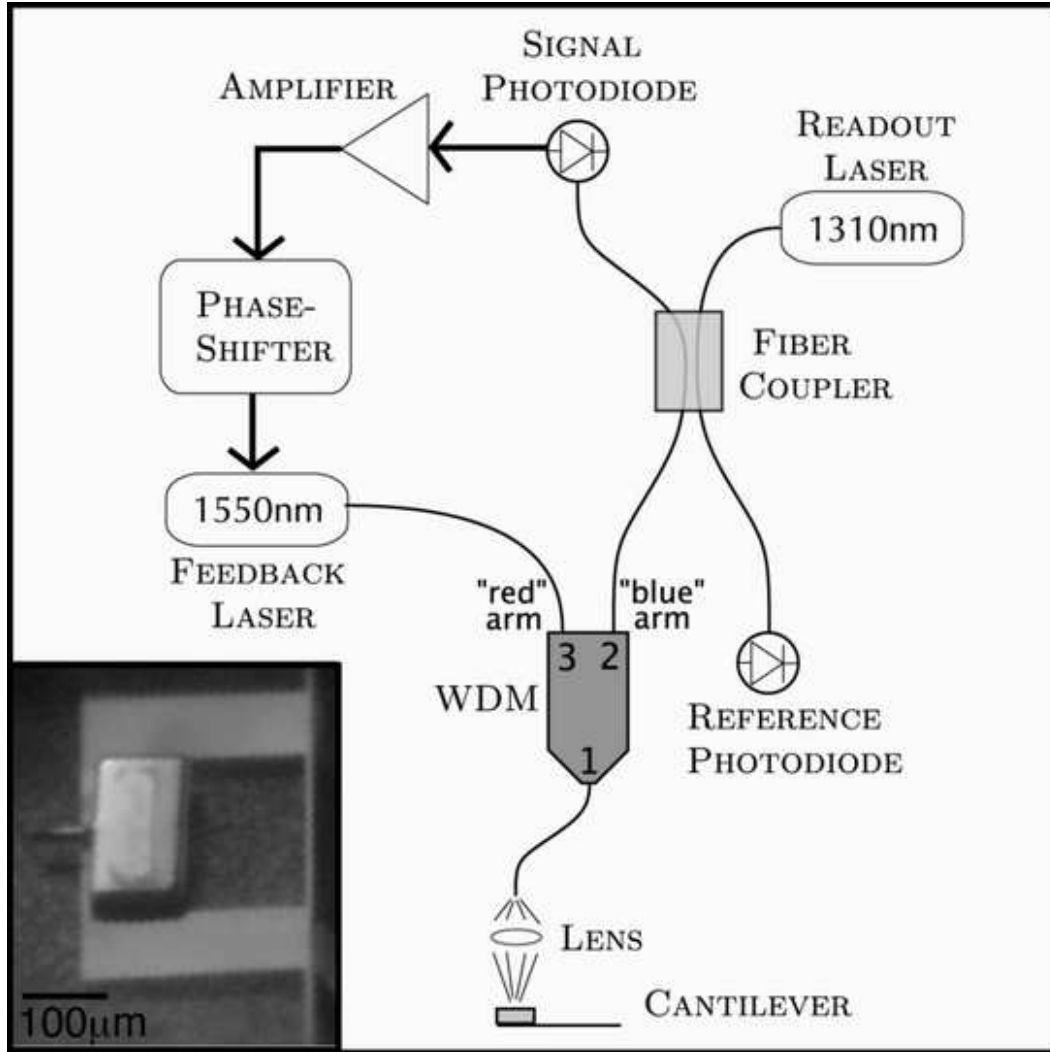 SIGNAL
PHOTODIODE
AMPLIFIER
READOUT
LASER
1310nm
PHASE-
SHIFTER
FIBER
COUPLER
1550nm
FEEDBACK
LASER
"red"
arm
"blue"
arm
3 2
WDM
1
REFERENCE
PHOTODIODE
LENS
CANTILEVER
100μm